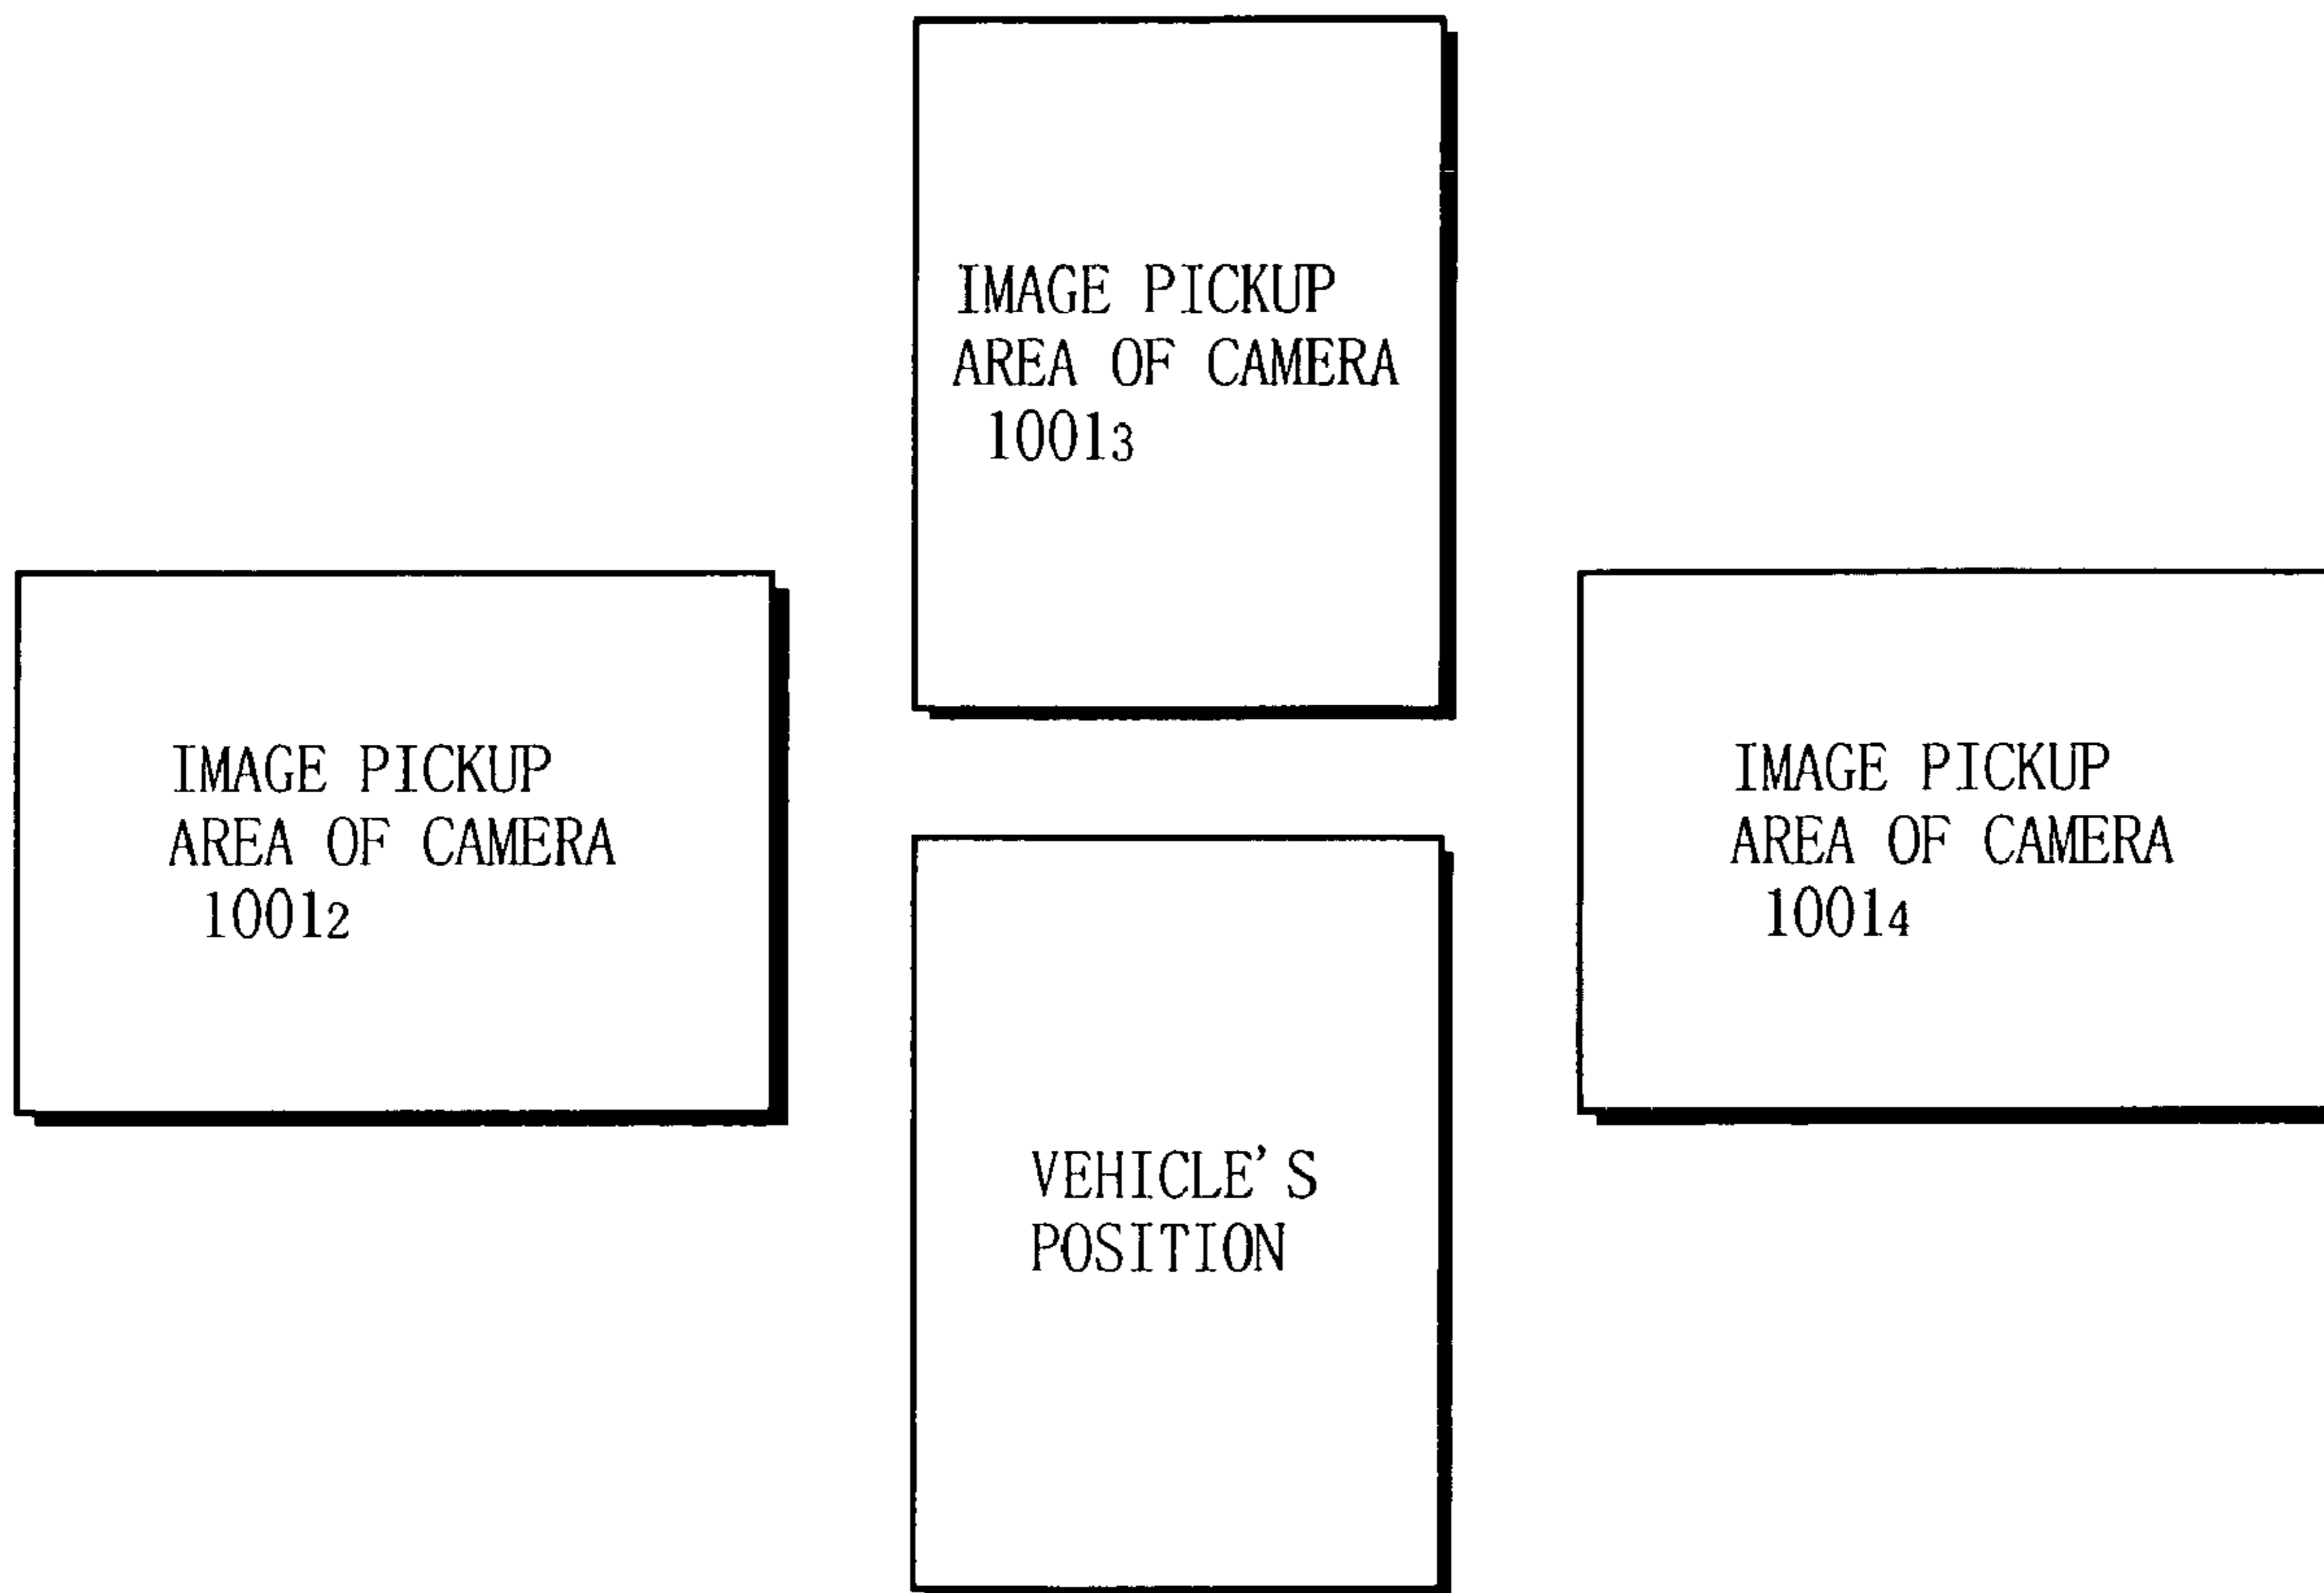 IMAGE PICKUP
AREA OF CAMERA
1001₃
IMAGE PICKUP
AREA OF CAMERA
1001₂
IMAGE PICKUP
AREA OF CAMERA
1001₄
VEHICLE'S
POSITION